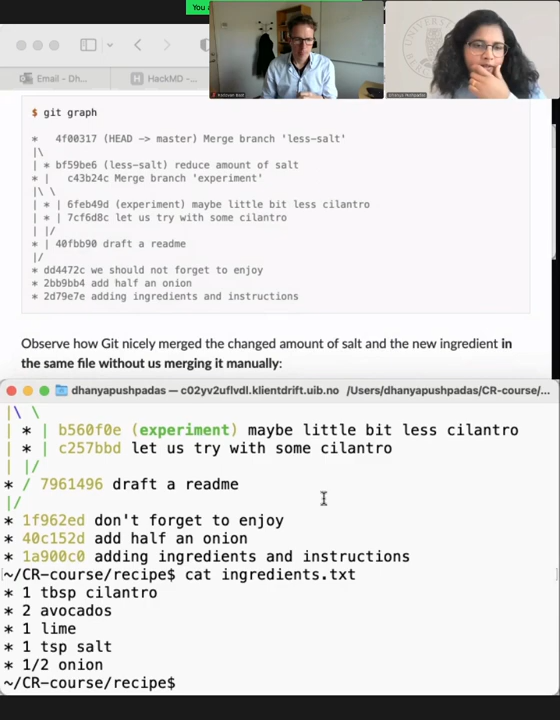 You a
Email - Dh...
HackMD -...
$ git graph
*   4f00317 (HEAD -> master) Merge branch 'less-salt'
|\
| * bf59be6 (less-salt) reduce amount of salt
* |   c43b24c Merge branch 'experiment'
|\ \
| * | 6feb49d (experiment) maybe little bit less cilantro
| * | 7cf6d8c let us try with some cilantro
| |/
* | 40fbb90 draft a readme
|/
* dd4472c we should not forget to enjoy
* 2bb9bb4 add half an onion
* 2d79e7e adding ingredients and instructions
Observe how Git nicely merged the changed amount of salt and the new ingredient in
the same file without us merging it manually:
dhanyapushpadas — c02yv2uflvdl.klientdrift.uib.no /Users/dhanyapushpadas/CR-course/...
|\ \
| * | b560f0e (experiment) maybe little bit less cilantro
| * | c257bbd let us try with some cilantro
| |/
* / 7961496 draft a readme
|/
* 1f962ed don't forget to enjoy
* 40c152d add half an onion
* 1a900c0 adding ingredients and instructions
~/CR-course/recipe$ cat ingredients.txt
* 1 tbsp cilantro
* 2 avocados
* 1 lime
* 1 tsp salt
* 1/2 onion
~/CR-course/recipe$